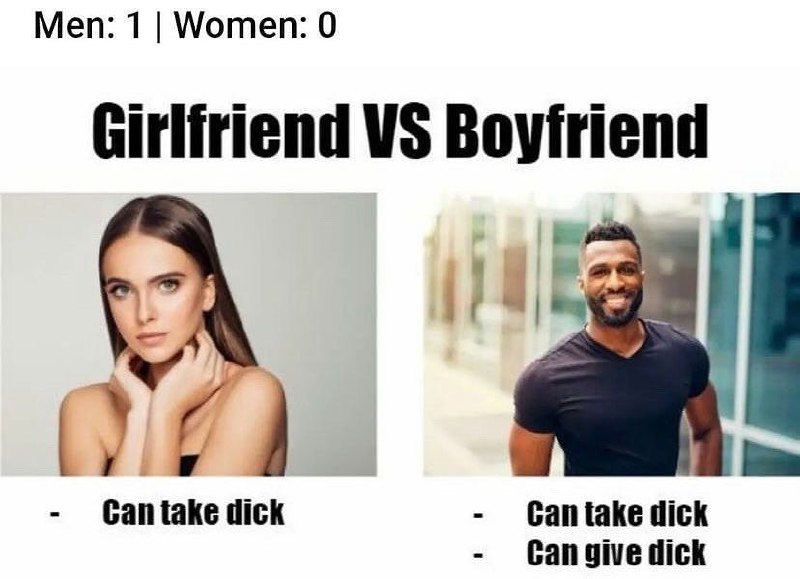 Men: 1 | Women: 0
Girlfriend VS Boyfriend
- Can take dick
- Can take dick
- Can give dick